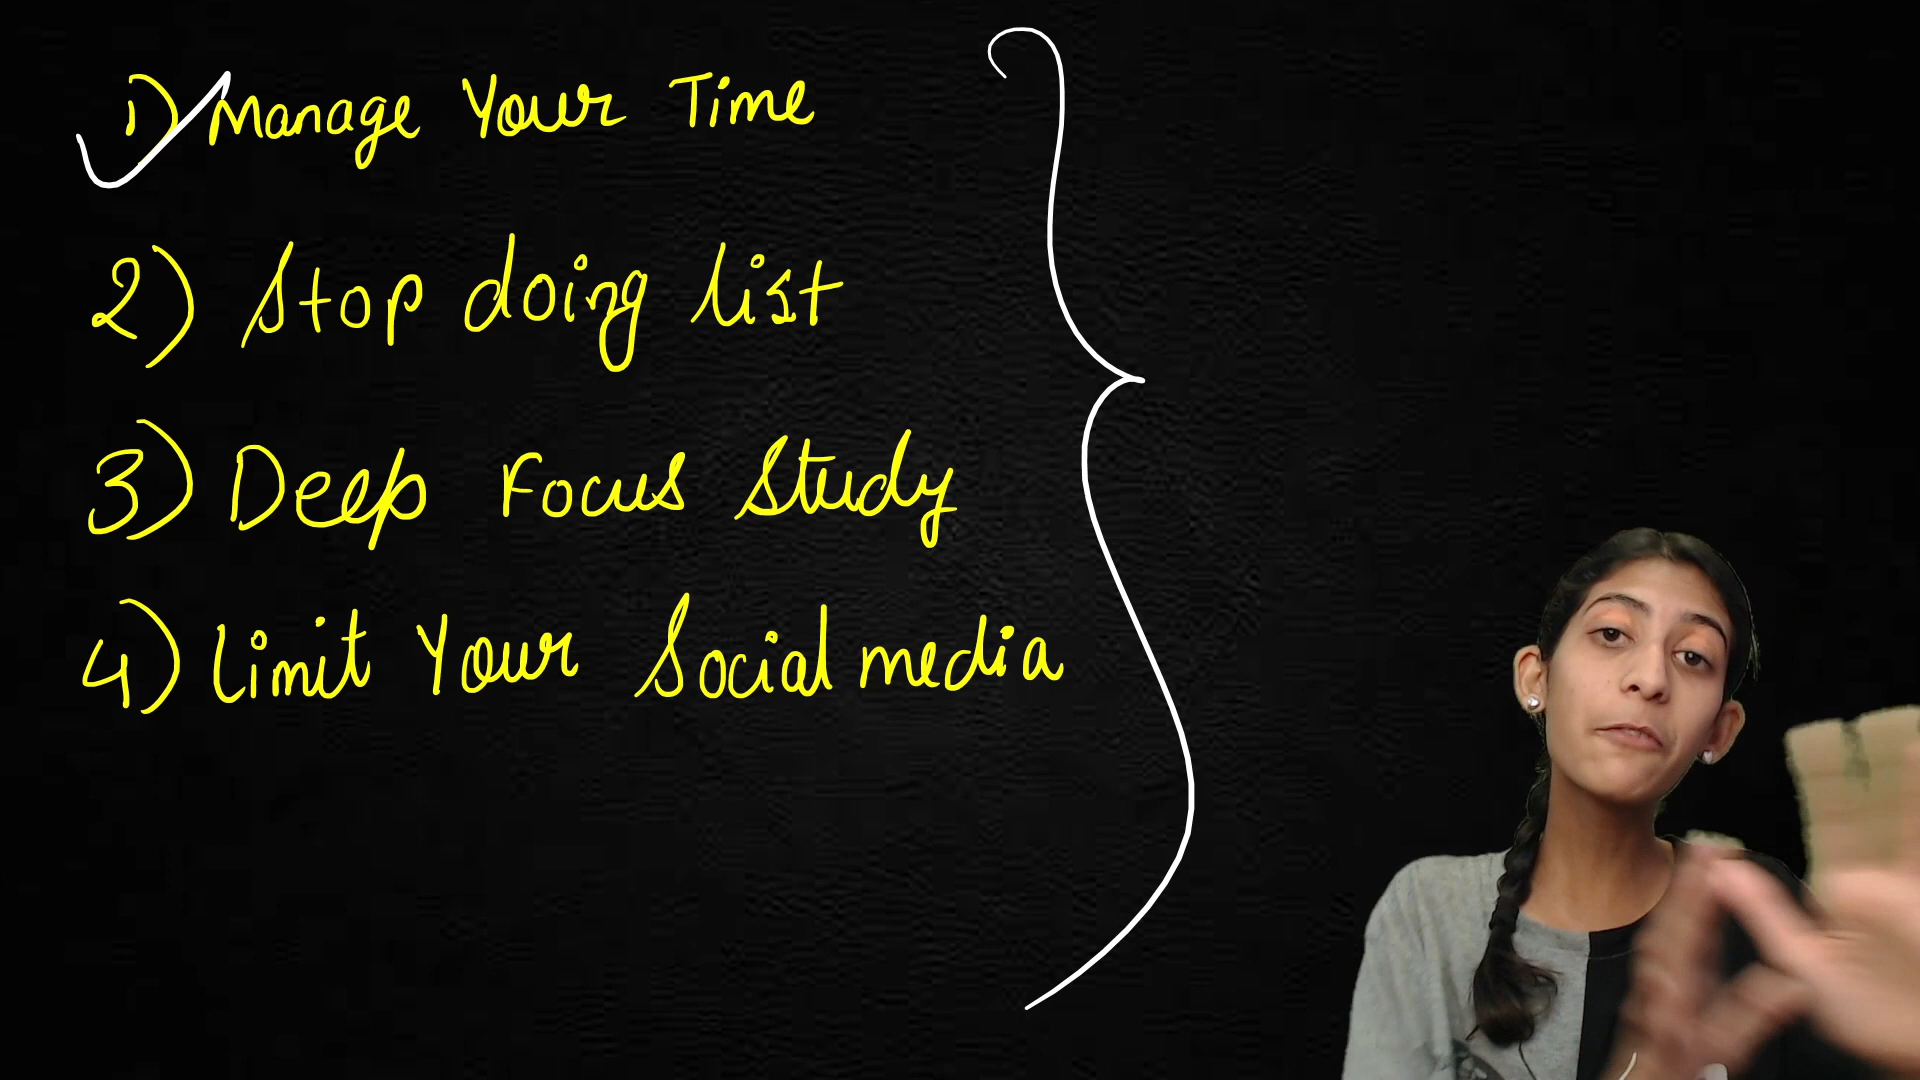 1) Manage Your Time
2) Stop doing list
3) Deep Focus Study
4) Limit Your Social media